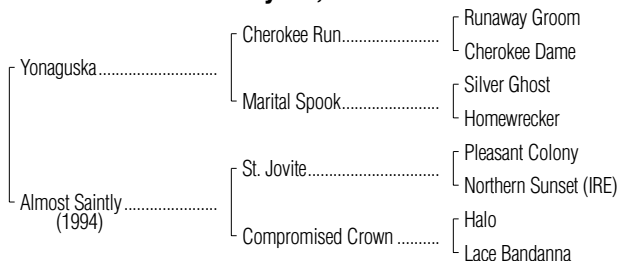 Runaway Groom
Cherokee Run......................
Cherokee Dame
Yonaguska...........................
Silver Ghost
Marital Spook......................
Homewrecker
Pleasant Colony
St. Jovite..............................
Northern Sunset (IRE)
Almost Saintly .....................
(1994)
Halo
Compromised Crown .........
Lace Bandanna